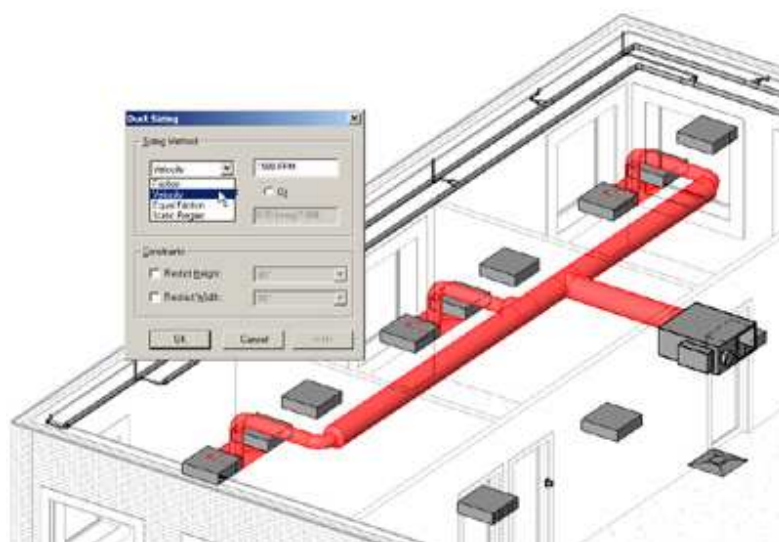 Duct Sizing
Sizing Method
Velocity
FPM
Friction
Velocity
Equal Friction
Static Regain
Or
Constraints
Restrict Height:
Restrict Width:
OK
Cancel